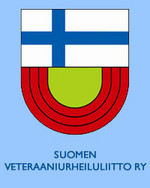 SUOMEN
VETERAANIURHEILULIITTO RY